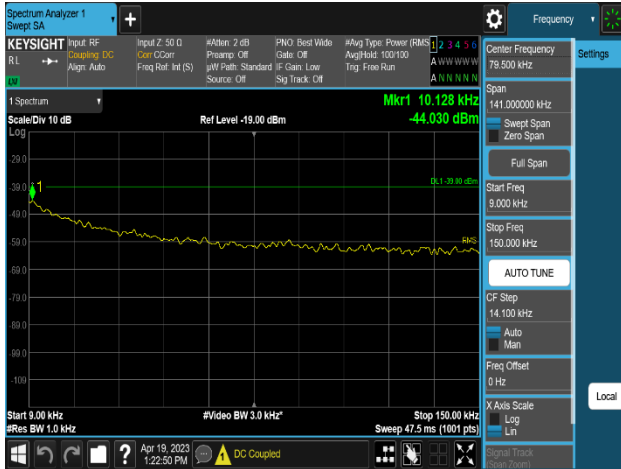 Spectrum Analyzer 1
Swept SA
+
Frequency
KEYSIGHT
RL
LXI
Input: RF
Coupling: DC
Align: Auto
Input Z: 50 Ω
Corr CCorr
Freq Ref: Int (S)
#Atten: 2 dB
Preamp: Off
µW Path: Standard
Source: Off
PNO: Best Wide
Gate: Off
IF Gain: Low
Sig Track: Off
#Avg Type: Power (RMS
Avg|Hold: 100/100
Trig: Free Run
1 2 3 4 5 6
A W W W W W
A N N N N N
1 Spectrum
Scale/Div 10 dB
Ref Level -19.00 dBm
Mkr1 10.128 kHz
-44.030 dBm
Log
-29.0
-39.0
-49.0
-59.0
-69.0
-79.0
-89.0
-99.0
-109
1
DL1 -39.00 dBm
RMS
Start 9.00 kHz
#Res BW 1.0 kHz
#Video BW 3.0 kHz*
Stop 150.00 kHz
Sweep 47.5 ms (1001 pts)
?
Apr 19, 2023
1:22:50 PM
DC Coupled
Center Frequency
79.500 kHz
Span
141.000000 kHz
Swept Span
Zero Span
Full Span
Start Freq
9.000 kHz
Stop Freq
150.000 kHz
AUTO TUNE
CF Step
14.100 kHz
Auto
Man
Freq Offset
0 Hz
X Axis Scale
Log
Lin
Signal Track
(Span Zoom)
Settings
Local